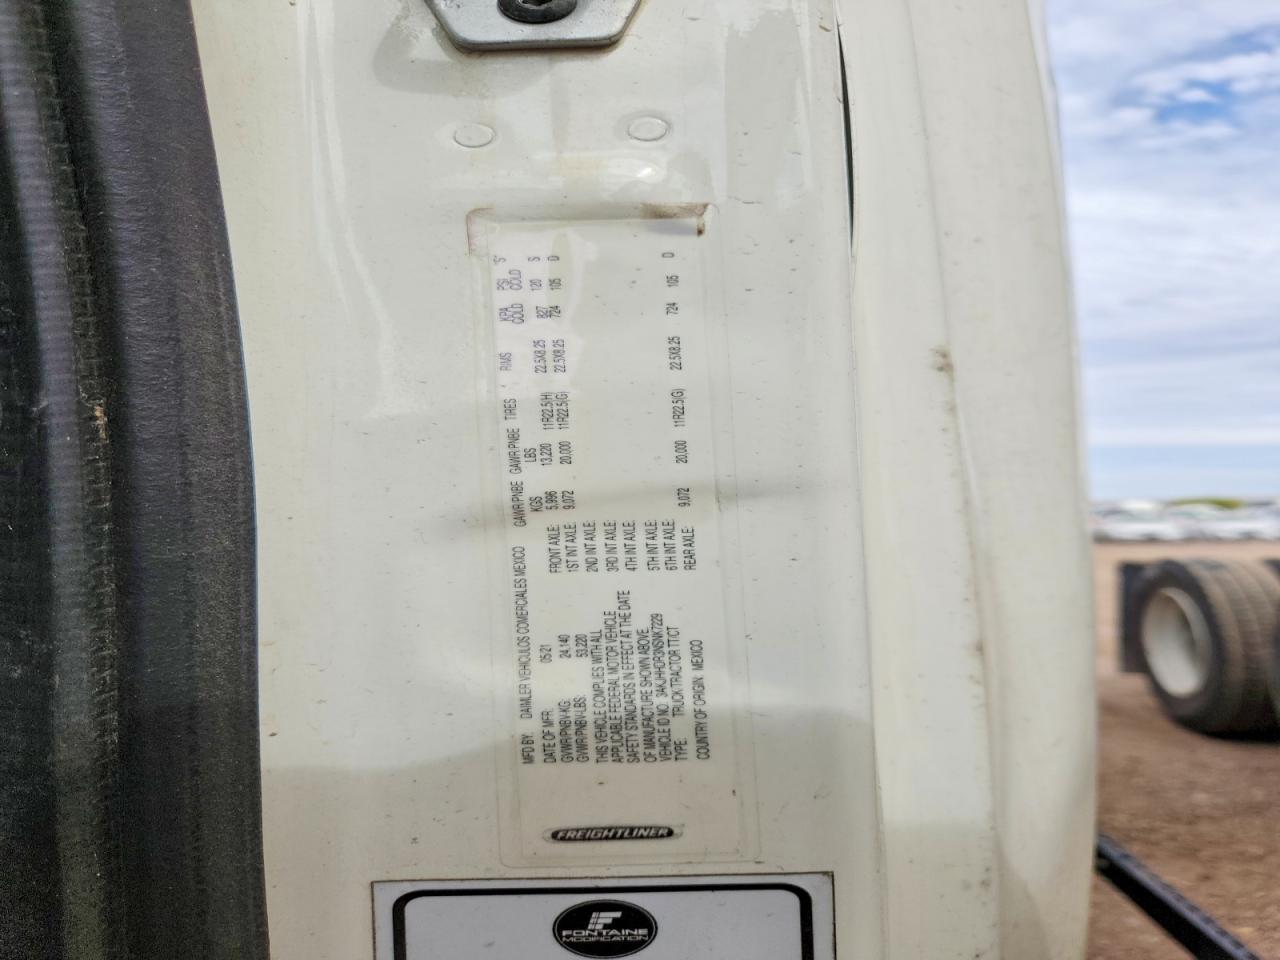 FREIGHTLINER
MFD BY: DAIMLER VEHICULOS COMERCIALES MEXICO
DATE OF MFR: 05/21
GVWR/PNBV-KG: 24,140
GVWR/PNBV-LBS: 53,220
THIS VEHICLE COMPLIES WITH ALL
APPLICABLE FEDERAL MOTOR VEHICLE
SAFETY STANDARDS IN EFFECT AT THE DATE
OF MANUFACTURE SHOWN ABOVE.
VEHICLE ID NO. 3AKJHHDR3NSNK7229
TYPE: TRUCK-TRACTOR TT/CT
COUNTRY OF ORIGIN: MEXICO
GAWR/PNBE GAWR/PNBE TIRES RIMS KPA PSI "S"
KGS LBS COLD COLD
FRONT AXLE: 5,996 13,220 11R22.5(H) 22.5X8.25 827 120 S
1ST INT AXLE: 9,072 20,000 11R22.5(G) 22.5X8.25 724 105 D
2ND INT AXLE:
3RD INT AXLE:
4TH INT AXLE:
5TH INT AXLE:
6TH INT AXLE:
REAR AXLE: 9,072 20,000 11R22.5(G) 22.5X8.25 724 105 D
FONTAINE
MODIFICATION